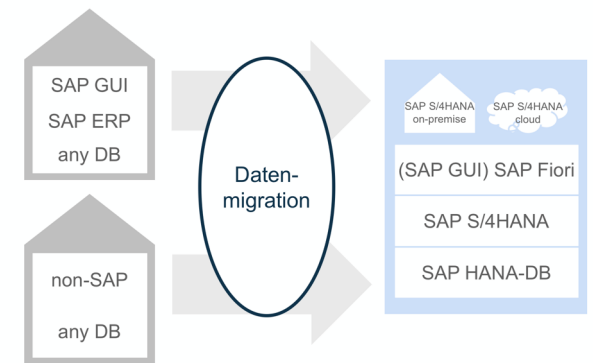 SAP GUI
SAP ERP
any DB
non-SAP
any DB
Daten-
migration
SAP S/4HANA
on-premise
SAP S/4HANA
cloud
(SAP GUI) SAP Fiori
SAP S/4HANA
SAP HANA-DB